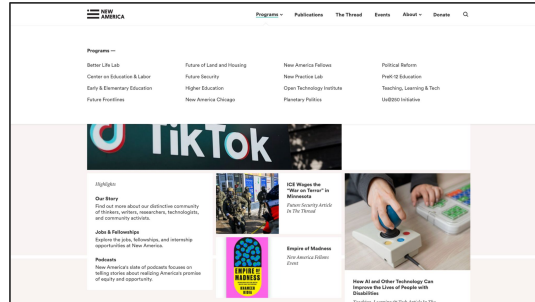 NEW
AMERICA
Programs
Publications
The Thread
Events
About
Donate
Programs —
Better Life Lab
Future of Land and Housing
New America Fellows
Political Reform
Center on Education & Labor
Future Security
New Practice Lab
PreK-12 Education
Early & Elementary Education
Higher Education
Open Technology Institute
Teaching, Learning & Tech
Future Frontlines
New America Chicago
Planetary Politics
Us@250 Initiative
TikTok
Highlights
Our Story
Find out more about our distinctive community
of thinkers, writers, researchers, technologists,
and community activists.
Jobs & Fellowships
Explore the jobs, fellowships, and internship
opportunities at New America.
Podcasts
New America's slate of podcasts focuses on
telling stories about realizing America's promise
of equity and opportunity.
ICE Wages the
"War on Terror" in
Minnesota
Future Security Article
In The Thread
EMPIRE OF
MADNESS
Empire of Madness
New America Fellows
Event
How AI and Other Technology Can
Improve the Lives of People with
Disabilities